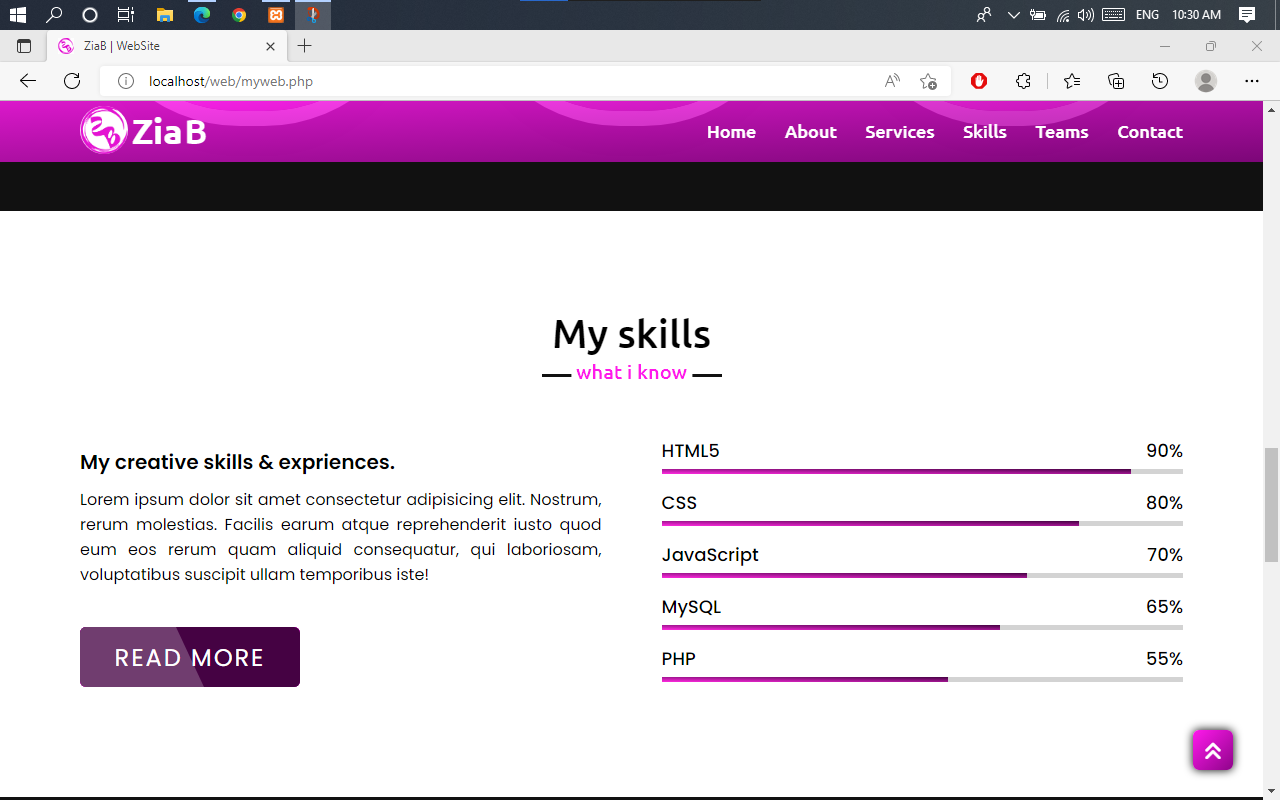 ENG 10:30 AM
ZiaB | WebSite
localhost/web/myweb.php
ZiaB Home About Services Skills Teams Contact
My skills
what i know
My creative skills & expriences.
Lorem ipsum dolor sit amet consectetur adipisicing elit. Nostrum,
rerum molestias. Facilis earum atque reprehenderit iusto quod
eum eos rerum quam aliquid consequatur, qui laboriosam,
voluptatibus suscipit ullam temporibus iste!
READ MORE
HTML5 90%
CSS 80%
JavaScript 70%
MySQL 65%
PHP 55%